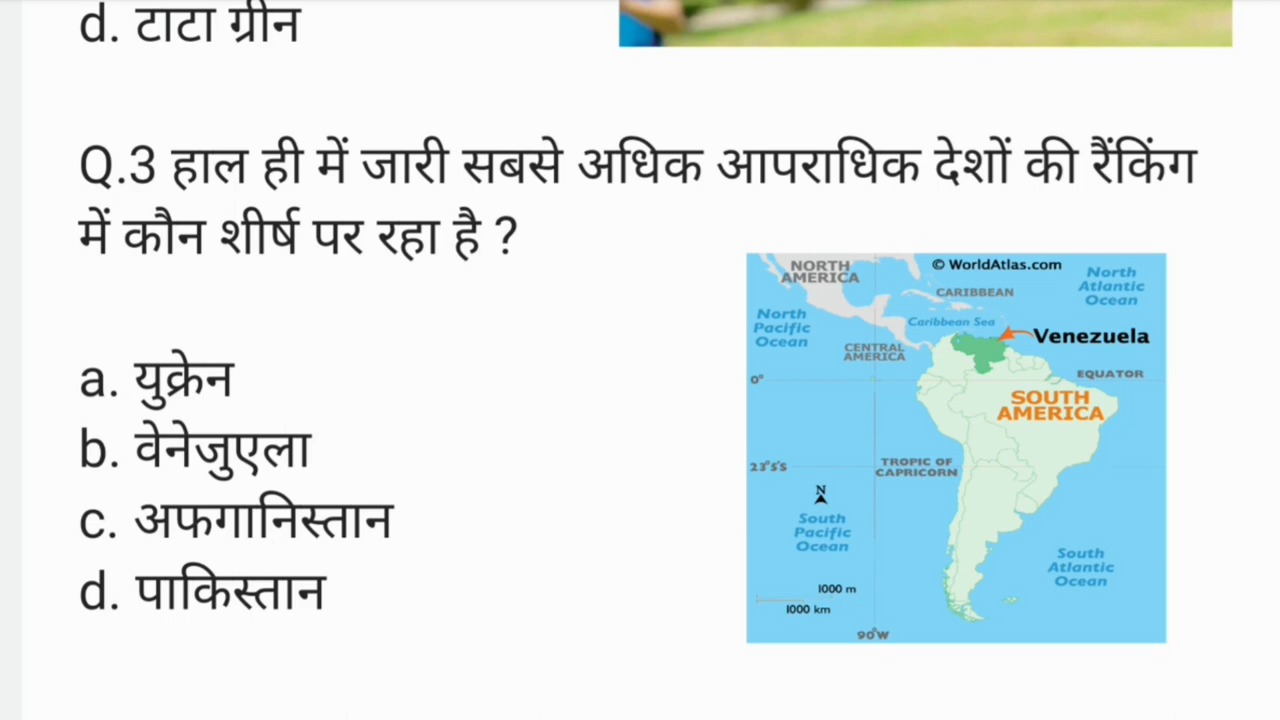 d. टाटा ग्रीन
Q.3 हाल ही में जारी सबसे अधिक आपराधिक देशों की रैंकिंग
में कौन शीर्ष पर रहा है ?
a. युक्रेन
b. वेनेजुएला
c. अफगानिस्तान
d. पाकिस्तान
© WorldAtlas.com
NORTH
AMERICA
North
Atlantic
Ocean
CARIBBEAN
North
Pacific
Ocean
Caribbean Sea
Venezuela
CENTRAL
AMERICA
EQUATOR
0°
SOUTH
AMERICA
TROPIC OF
CAPRICORN
23°5'S
N
South
Pacific
Ocean
South
Atlantic
Ocean
1000 m
1000 km
90°W